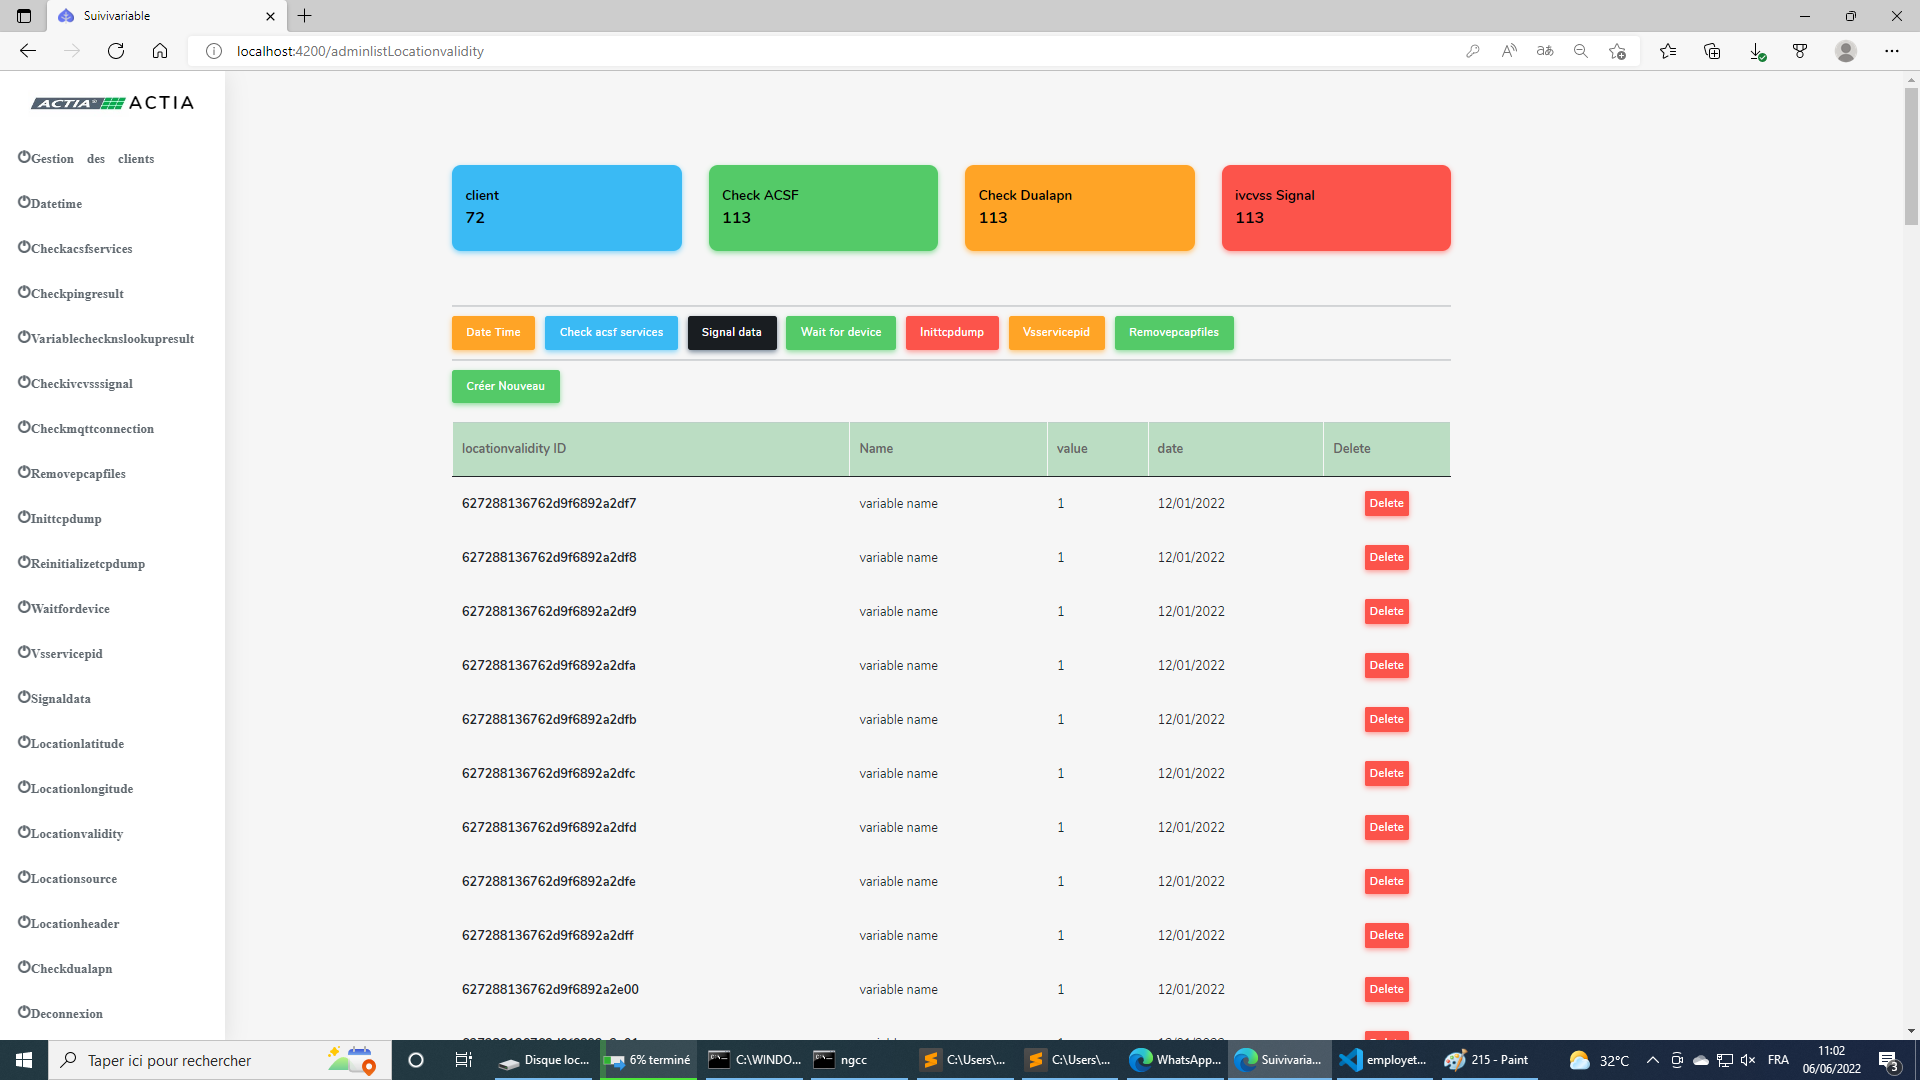 Suivivariable
localhost:4200/adminlistLocationvalidity
ACTIA ACTIA
Gestion des clients
Datetime
Checkacsfservices
Checkpingresult
Variablechecknslookupresult
Checkivcvsssignal
Checkmqttconnection
Removepcapfiles
Inittcpdump
Reinitializetcpdump
Waitfordevice
Vsservicepid
Signaldata
Locationlatitude
Locationlongitude
Locationvalidity
Locationsource
Locationheader
Checkdualapn
Deconnexion
client
72
Check ACSF
113
Check Dualapn
113
ivcvss Signal
113
Date Time Check acsf services Signal data Wait for device Inittcpdump Vsservicepid Removepcapfiles
Créer Nouveau
locationvalidity ID Name value date Delete
627288136762d9f6892a2df7 variable name 1 12/01/2022 Delete
627288136762d9f6892a2df8 variable name 1 12/01/2022 Delete
627288136762d9f6892a2df9 variable name 1 12/01/2022 Delete
627288136762d9f6892a2dfa variable name 1 12/01/2022 Delete
627288136762d9f6892a2dfb variable name 1 12/01/2022 Delete
627288136762d9f6892a2dfc variable name 1 12/01/2022 Delete
627288136762d9f6892a2dfd variable name 1 12/01/2022 Delete
627288136762d9f6892a2dfe variable name 1 12/01/2022 Delete
627288136762d9f6892a2dff variable name 1 12/01/2022 Delete
627288136762d9f6892a2e00 variable name 1 12/01/2022 Delete
Taper ici pour rechercher
Disque loc... 6% terminé C:\WINDO... ngcc C:\Users\... C:\Users\... WhatsApp... Suivivaria... employet... 215 - Paint
32°C FRA 11:02
06/06/2022 3